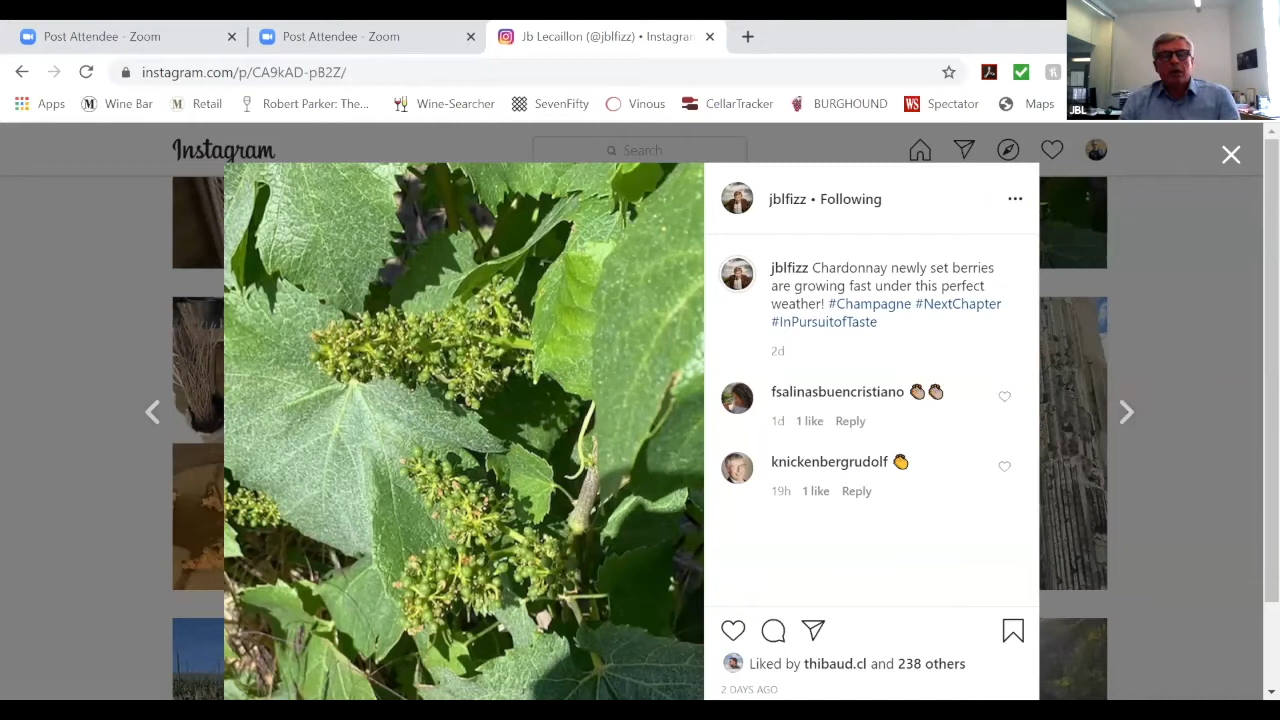 Post Attendee - Zoom
Post Attendee - Zoom
Jb Lecaillon (@jblfizz) • Instagran
instagram.com/p/CA9kAD-pB2Z/
JBL
Apps
Wine Bar
Retail
Robert Parker: The...
Wine-Searcher
SevenFifty
Vinous
CellarTracker
BURGHOUND
WS Spectator
Maps
Instagram
Search
jblfizz • Following
jblfizz Chardonnay newly set berries
are growing fast under this perfect
weather! #Champagne #NextChapter
#InPursuitofTaste
2d
fsalinasbuencristiano 👏🏼👏🏼
1d 1 like Reply
knickenbergrudolf 👏
19h 1 like Reply
Liked by thibaud.cl and 238 others
2 DAYS AGO